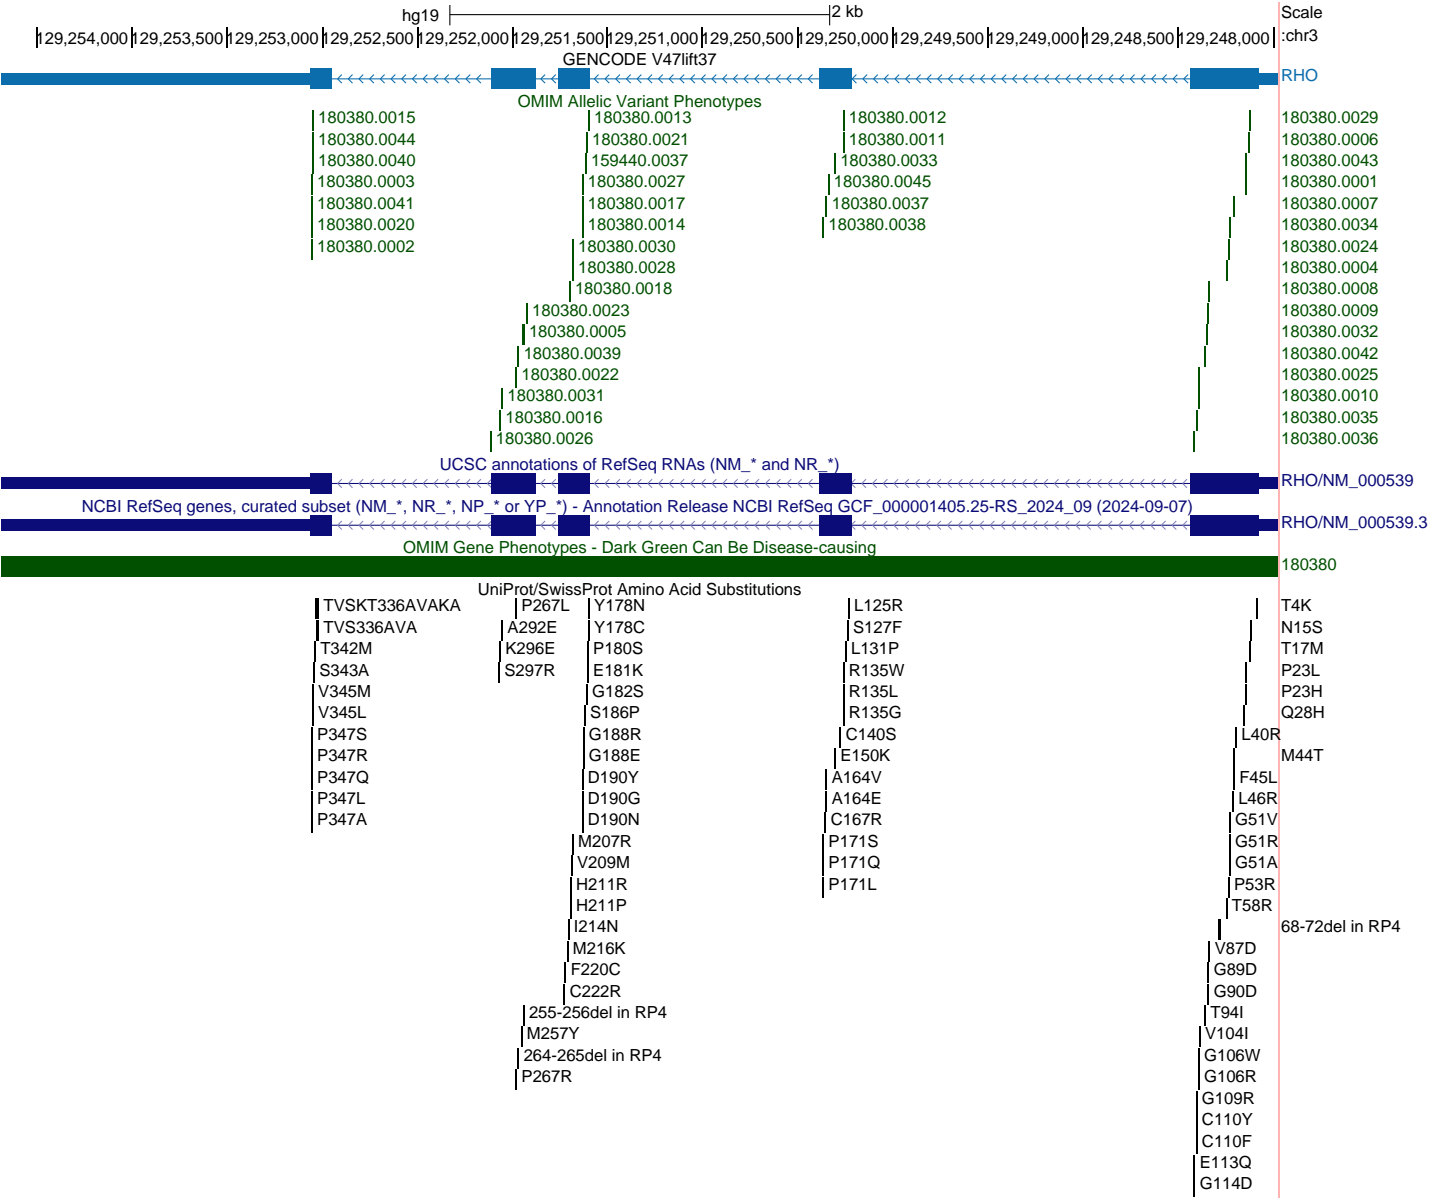 hg19 2 kb Scale
129,254,000 129,253,500 129,253,000 129,252,500 129,252,000 129,251,500 129,251,000 129,250,500 129,250,000 129,249,500 129,249,000 129,248,500 129,248,000 :chr3
GENCODE V47lift37
RHO
OMIM Allelic Variant Phenotypes
180380.0015 180380.0013 180380.0012 180380.0029
180380.0044 180380.0021 180380.0011 180380.0006
180380.0040 159440.0037 180380.0033 180380.0043
180380.0003 180380.0027 180380.0045 180380.0001
180380.0041 180380.0017 180380.0037 180380.0007
180380.0020 180380.0014 180380.0038 180380.0034
180380.0002 180380.0030 180380.0024
180380.0028 180380.0004
180380.0018 180380.0008
180380.0023 180380.0009
180380.0005 180380.0032
180380.0039 180380.0042
180380.0022 180380.0025
180380.0031 180380.0010
180380.0016 180380.0035
180380.0026 180380.0036
UCSC annotations of RefSeq RNAs (NM_* and NR_*)
RHO/NM_000539
NCBI RefSeq genes, curated subset (NM_*, NR_*, NP_* or YP_*) - Annotation Release NCBI RefSeq GCF_000001405.25-RS_2024_09 (2024-09-07)
RHO/NM_000539.3
OMIM Gene Phenotypes - Dark Green Can Be Disease-causing
180380
UniProt/SwissProt Amino Acid Substitutions
TVSKT336AVAKA P267L Y178N L125R T4K
TVS336AVA A292E Y178C S127F N15S
T342M K296E P180S L131P T17M
S343A S297R E181K R135W P23L
V345M G182S R135L P23H
V345L S186P R135G Q28H
P347S G188R C140S L40R
P347R G188E E150K M44T
P347Q D190Y A164V F45L
P347L D190G A164E L46R
P347A D190N C167R G51V
M207R P171S G51R
V209M P171Q G51A
H211R P171L P53R
H211P T58R
I214N 68-72del in RP4
M216K V87D
F220C G89D
C222R G90D
255-256del in RP4 T94I
M257Y V104I
264-265del in RP4 G106W
P267R G106R
G109R
C110Y
C110F
E113Q
G114D